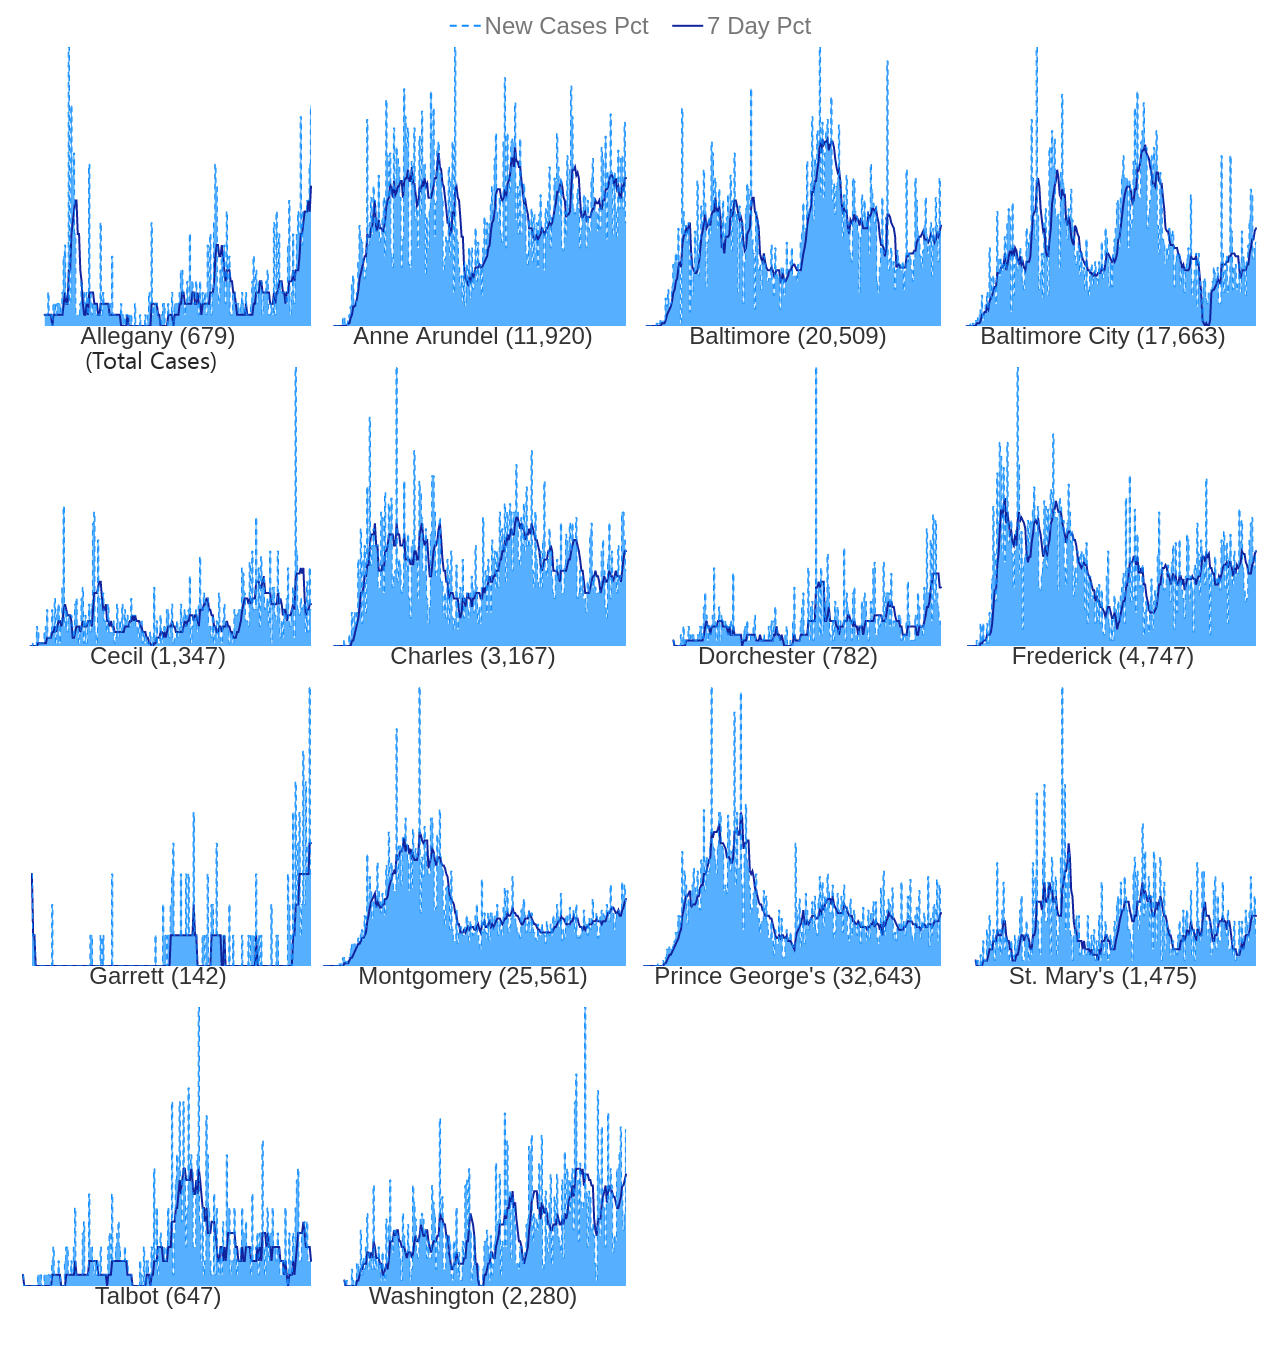 New Cases Pct 7 Day Pct
Allegany (679) Anne Arundel (11,920) Baltimore (20,509) Baltimore City (17,663)
(Total Cases)
Cecil (1,347) Charles (3,167) Dorchester (782) Frederick (4,747)
Garrett (142) Montgomery (25,561) Prince George's (32,643) St. Mary's (1,475)
Talbot (647) Washington (2,280)